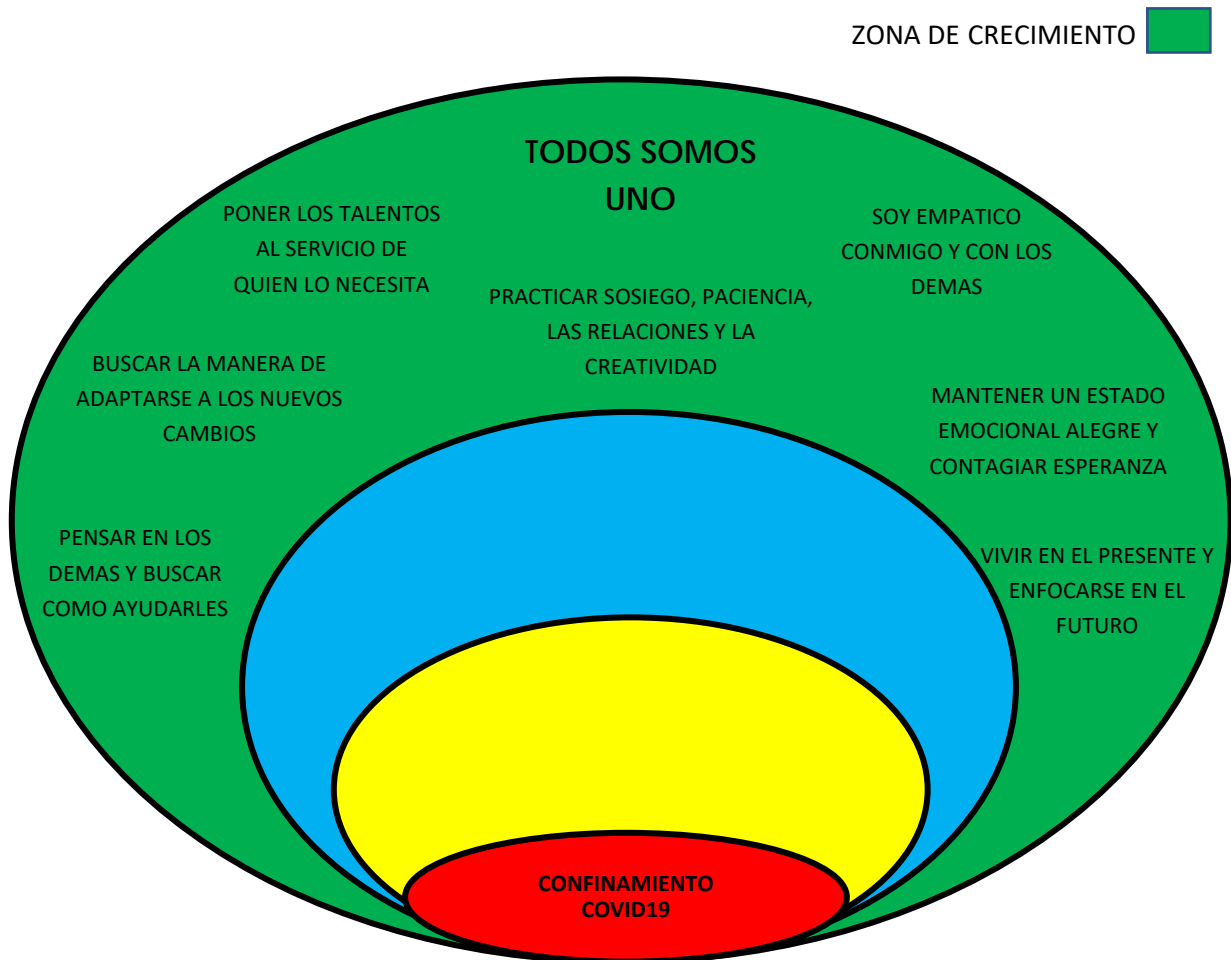 ZONA DE CRECIMIENTO
TODOS SOMOS
UNO
PONER LOS TALENTOS
AL SERVICIO DE
QUIEN LO NECESITA
SOY EMPATICO
CONMIGO Y CON LOS
DEMAS
PRACTICAR SOSIEGO, PACIENCIA,
LAS RELACIONES Y LA
CREATIVIDAD
BUSCAR LA MANERA DE
ADAPTARSE A LOS NUEVOS
CAMBIOS
MANTENER UN ESTADO
EMOCIONAL ALEGRE Y
CONTAGIAR ESPERANZA
PENSAR EN LOS
DEMAS Y BUSCAR
COMO AYUDARLES
VIVIR EN EL PRESENTE Y
ENFOCARSE EN EL
FUTURO
CONFINAMIENTO
COVID19